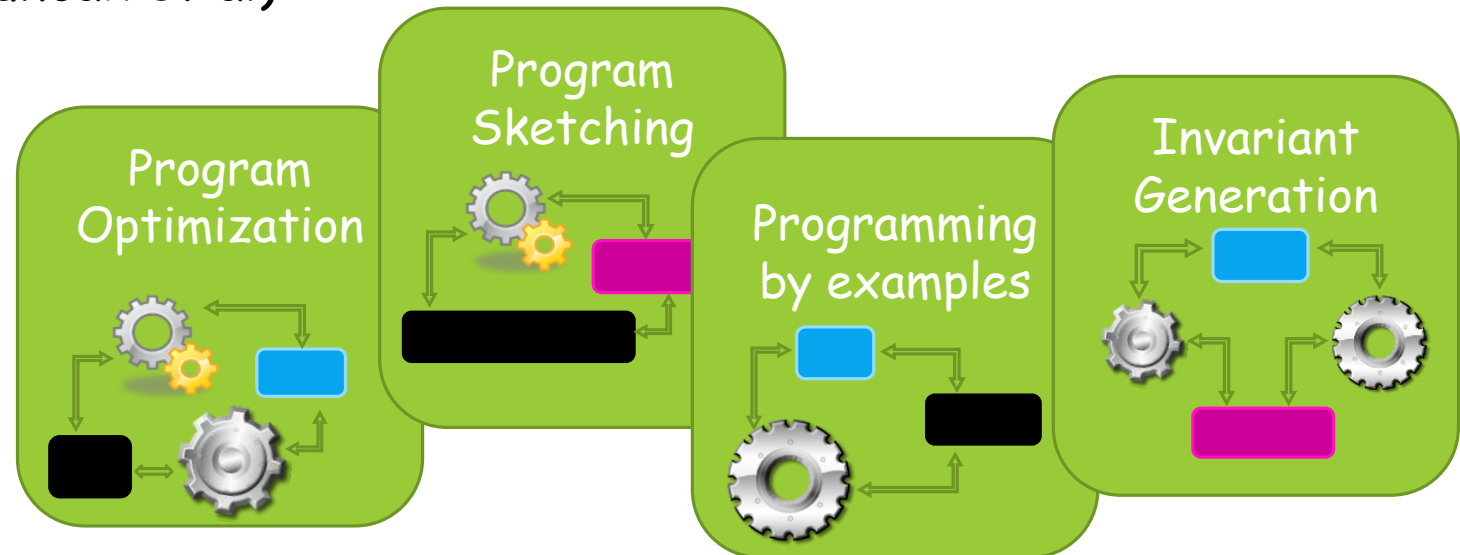 Program
Optimization
Program
Sketching
Programming
by examples
Invariant
Generation